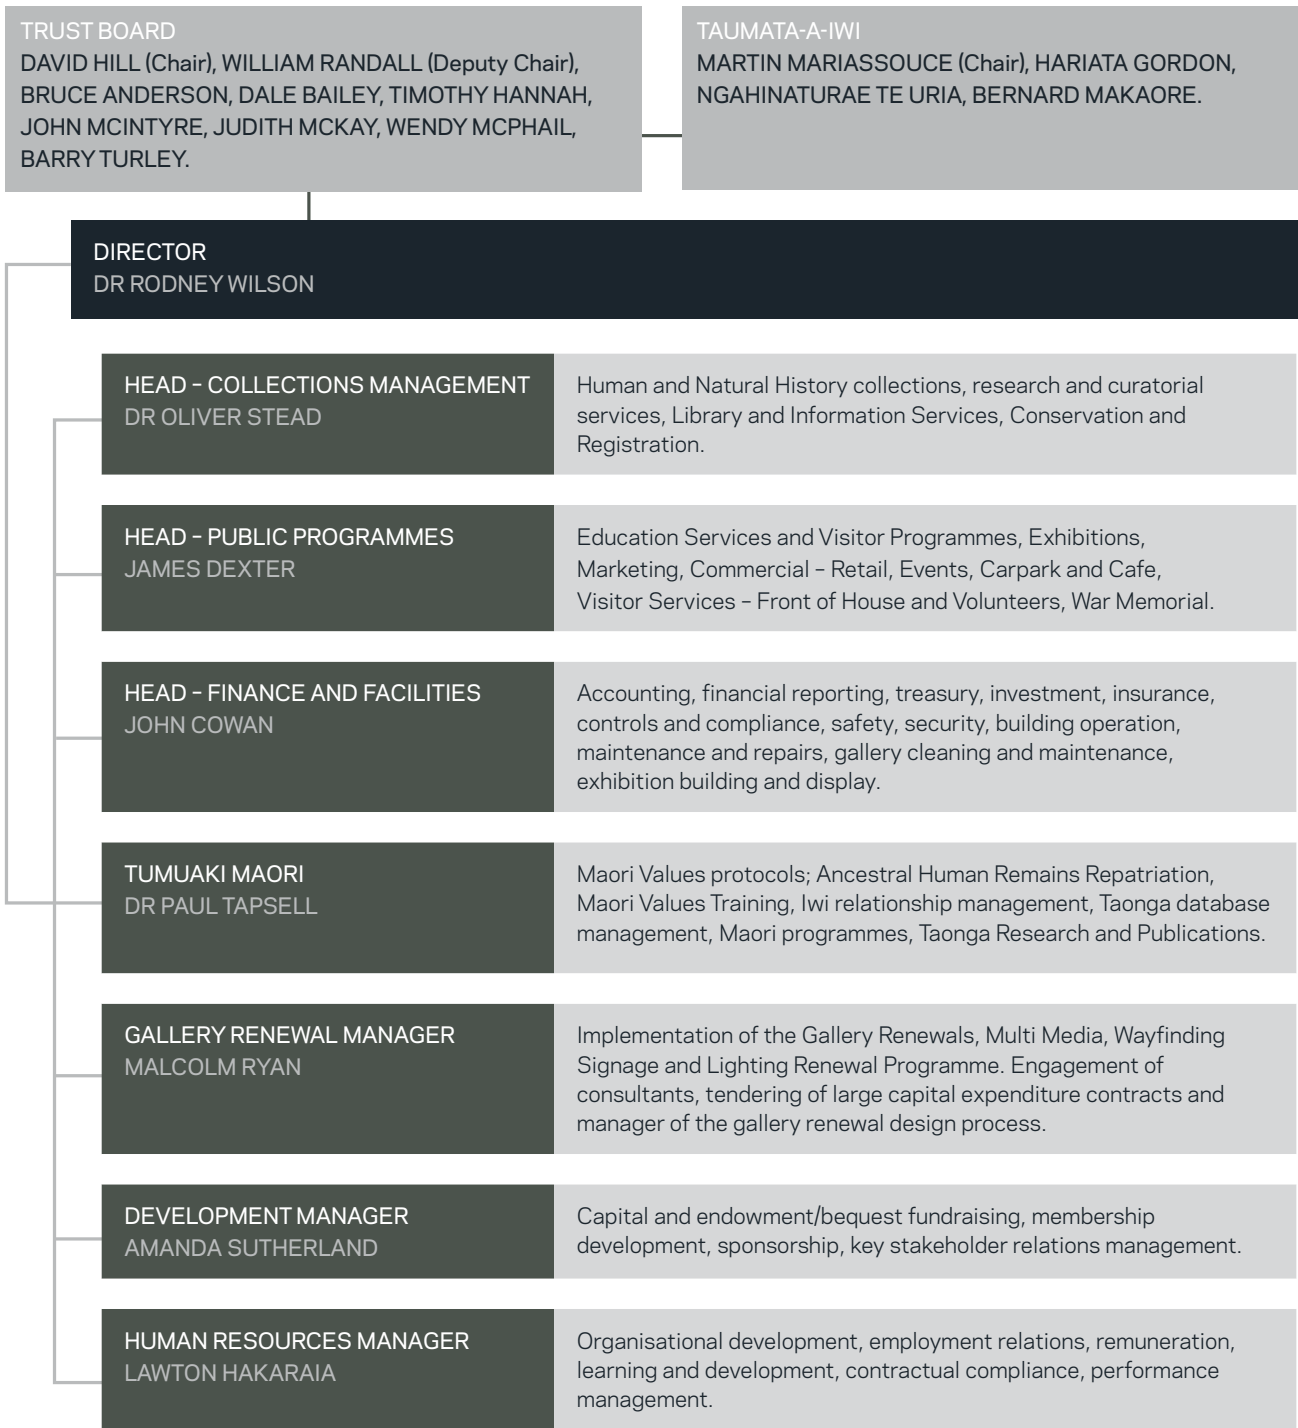 TRUST BOARD
DAVID HILL (Chair), WILLIAM RANDALL (Deputy Chair),
BRUCE ANDERSON, DALE BAILEY, TIMOTHY HANNAH,
JOHN MCINTYRE, JUDITH MCKAY, WENDY MCPHAIL,
BARRY TURLEY.
TAUMATA-A-IWI
MARTIN MARIASSOUCE (Chair), HARIATA GORDON,
NGAHINATURAE TE URIA, BERNARD MAKAORE.
DIRECTOR
DR RODNEY WILSON
HEAD – COLLECTIONS MANAGEMENT
DR OLIVER STEAD
Human and Natural History collections, research and curatorial
services, Library and Information Services, Conservation and
Registration.
HEAD – PUBLIC PROGRAMMES
JAMES DEXTER
Education Services and Visitor Programmes, Exhibitions,
Marketing, Commercial – Retail, Events, Carpark and Cafe,
Visitor Services – Front of House and Volunteers, War Memorial.
HEAD – FINANCE AND FACILITIES
JOHN COWAN
Accounting, financial reporting, treasury, investment, insurance,
controls and compliance, safety, security, building operation,
maintenance and repairs, gallery cleaning and maintenance,
exhibition building and display.
TUMUAKI MAORI
DR PAUL TAPSELL
Maori Values protocols; Ancestral Human Remains Repatriation,
Maori Values Training, Iwi relationship management, Taonga database
management, Maori programmes, Taonga Research and Publications.
GALLERY RENEWAL MANAGER
MALCOLM RYAN
Implementation of the Gallery Renewals, Multi Media, Wayfinding
Signage and Lighting Renewal Programme. Engagement of
consultants, tendering of large capital expenditure contracts and
manager of the gallery renewal design process.
DEVELOPMENT MANAGER
AMANDA SUTHERLAND
Capital and endowment/bequest fundraising, membership
development, sponsorship, key stakeholder relations management.
HUMAN RESOURCES MANAGER
LAWTON HAKARAIA
Organisational development, employment relations, remuneration,
learning and development, contractual compliance, performance
management.